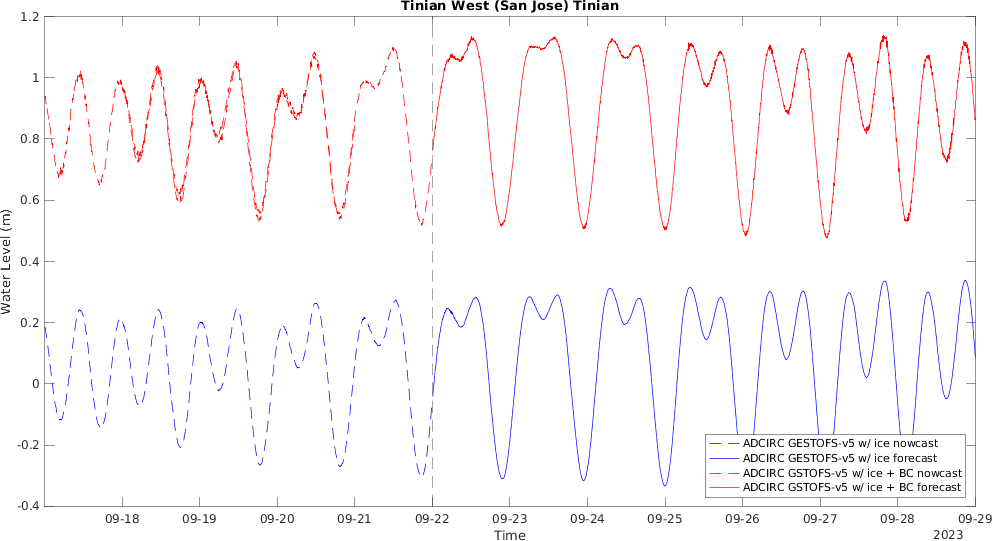 Tinian West (San Jose) Tinian
Water Level (m)
1.2
1
0.8
0.6
0.4
0.2
0
-0.2
-0.4
ADCIRC GESTOFS-v5 w/ ice nowcast
ADCIRC GESTOFS-v5 w/ ice forecast
ADCIRC GSTOFS-v5 w/ ice + BC nowcast
ADCIRC GSTOFS-v5 w/ ice + BC forecast
09-18 09-19 09-20 09-21 09-22 09-23 09-24 09-25 09-26 09-27 09-28 09-29
Time
2023